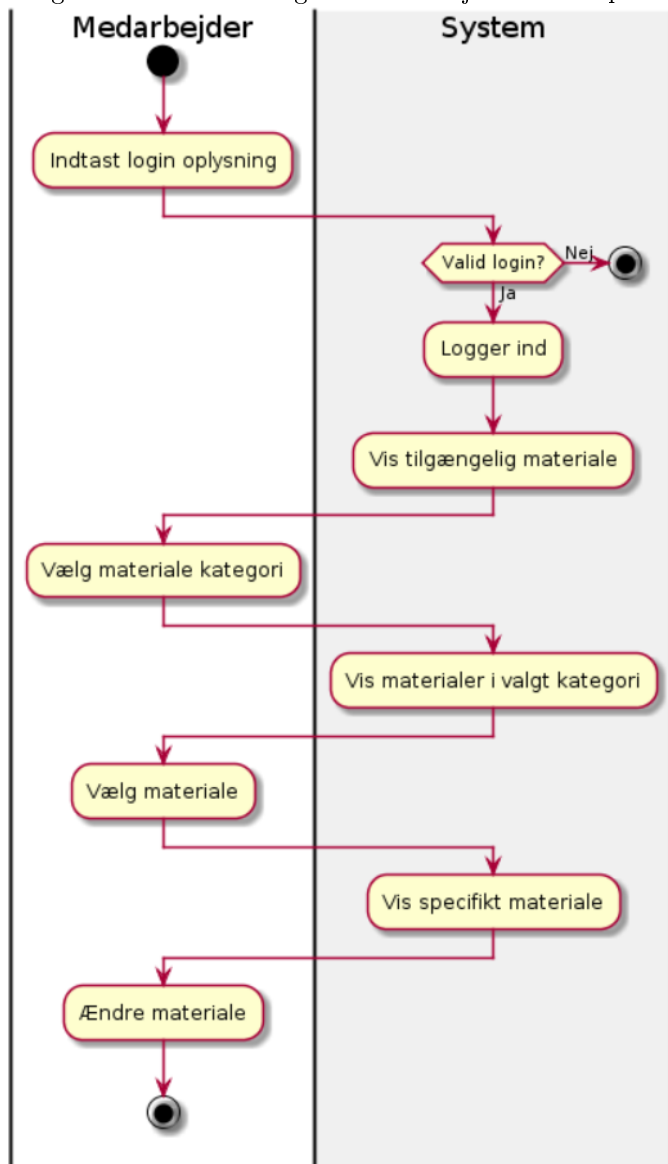 Medarbejder
System
Indtast login oplysning
Valid login?
Nej
Ja
Logger ind
Vis tilgængelig materiale
Vælg materiale kategori
Vis materialer i valgt kategori
Vælg materiale
Vis specifikt materiale
Ændre materiale